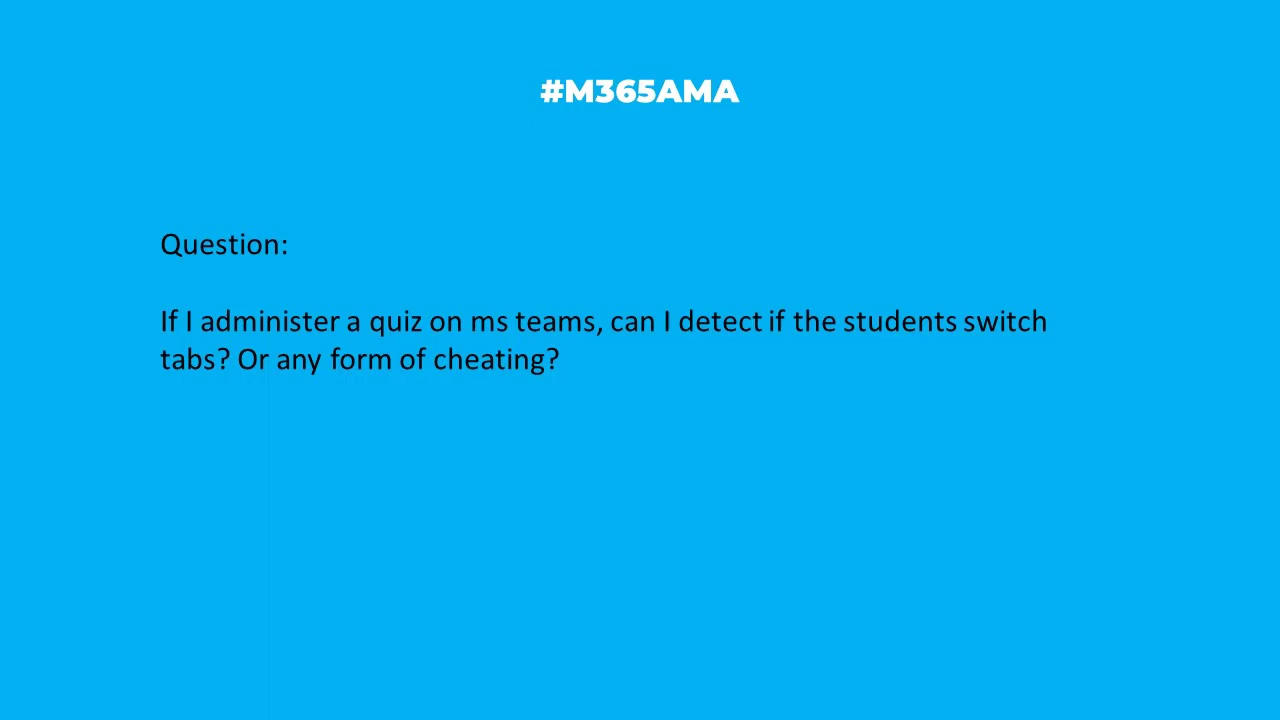 #M365AMA
Question:
If I administer a quiz on ms teams, can I detect if the students switch
tabs? Or any form of cheating?